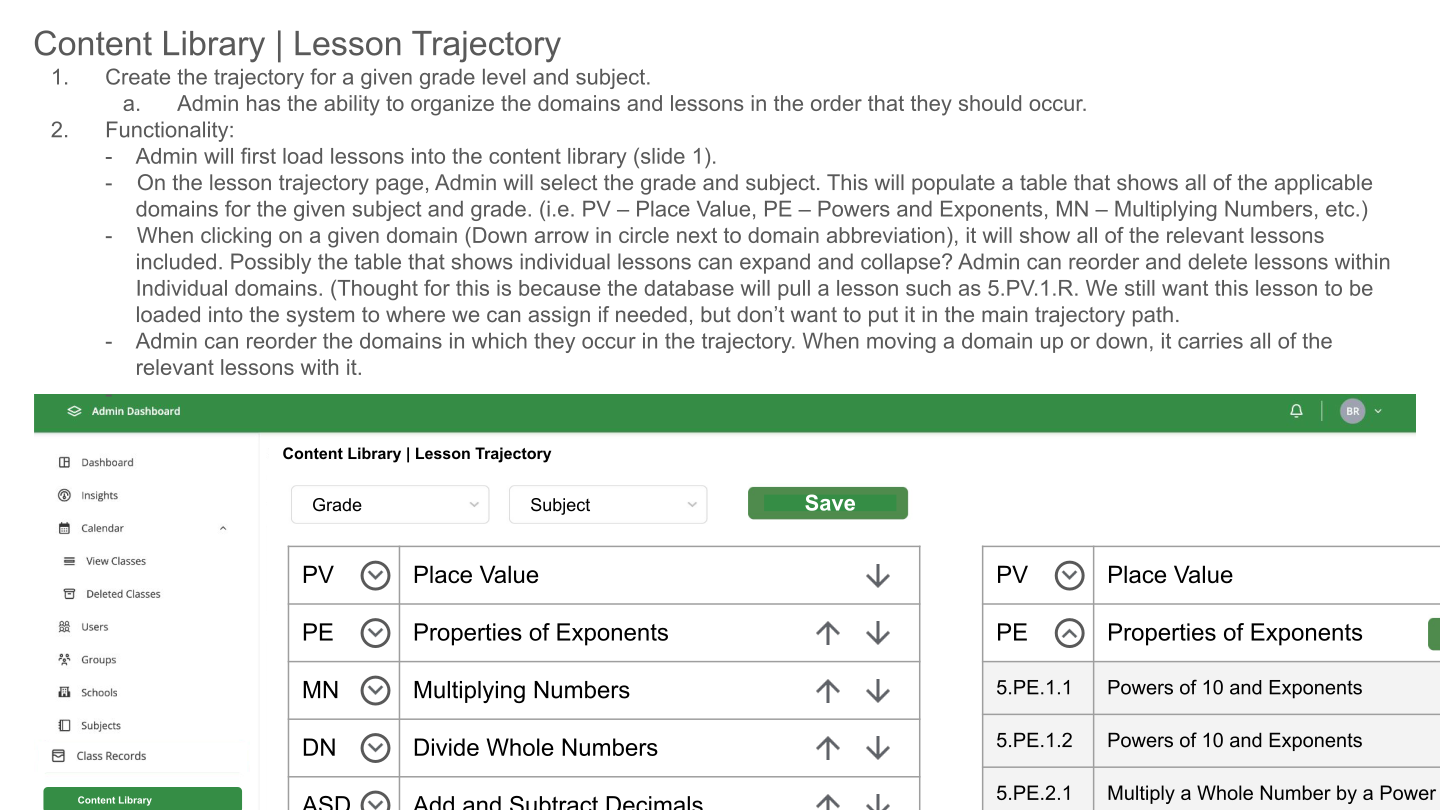 Content Library | Lesson Trajectory
1. Create the trajectory for a given grade level and subject.
a. Admin has the ability to organize the domains and lessons in the order that they should occur.
2. Functionality:
- Admin will first load lessons into the content library (slide 1).
- On the lesson trajectory page, Admin will select the grade and subject. This will populate a table that shows all of the applicable
domains for the given subject and grade. (i.e. PV – Place Value, PE – Powers and Exponents, MN – Multiplying Numbers, etc.)
- When clicking on a given domain (Down arrow in circle next to domain abbreviation), it will show all of the relevant lessons
included. Possibly the table that shows individual lessons can expand and collapse? Admin can reorder and delete lessons within
Individual domains. (Thought for this is because the database will pull a lesson such as 5.PV.1.R. We still want this lesson to be
loaded into the system to where we can assign if needed, but don’t want to put it in the main trajectory path.
- Admin can reorder the domains in which they occur in the trajectory. When moving a domain up or down, it carries all of the
relevant lessons with it.
Admin Dashboard
BR
Dashboard
Insights
Calendar
View Classes
Deleted Classes
Users
Groups
Schools
Subjects
Class Records
Content Library
Content Library | Lesson Trajectory
Grade
Subject
Save
PV Place Value
PE Properties of Exponents
MN Multiplying Numbers
DN Divide Whole Numbers
ASD Add and Subtract Decimals
PV Place Value
PE Properties of Exponents
5.PE.1.1 Powers of 10 and Exponents
5.PE.1.2 Powers of 10 and Exponents
5.PE.2.1 Multiply a Whole Number by a Power